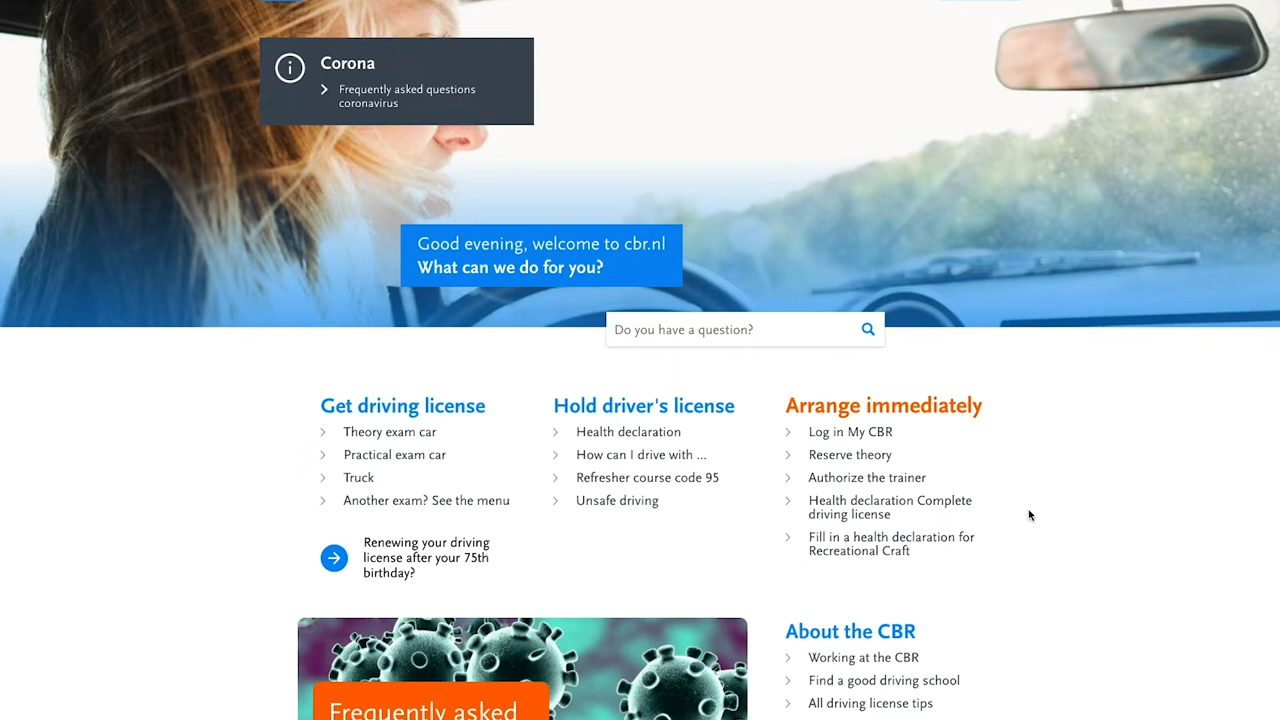 Corona
Frequently asked questions
coronavirus
Good evening, welcome to cbr.nl
What can we do for you?
Do you have a question?
Get driving license
Theory exam car
Practical exam car
Truck
Another exam? See the menu
Renewing your driving
license after your 75th
birthday?
Hold driver's license
Health declaration
How can I drive with ...
Refresher course code 95
Unsafe driving
Arrange immediately
Log in My CBR
Reserve theory
Authorize the trainer
Health declaration Complete
driving license
Fill in a health declaration for
Recreational Craft
Frequently asked
About the CBR
Working at the CBR
Find a good driving school
All driving license tips